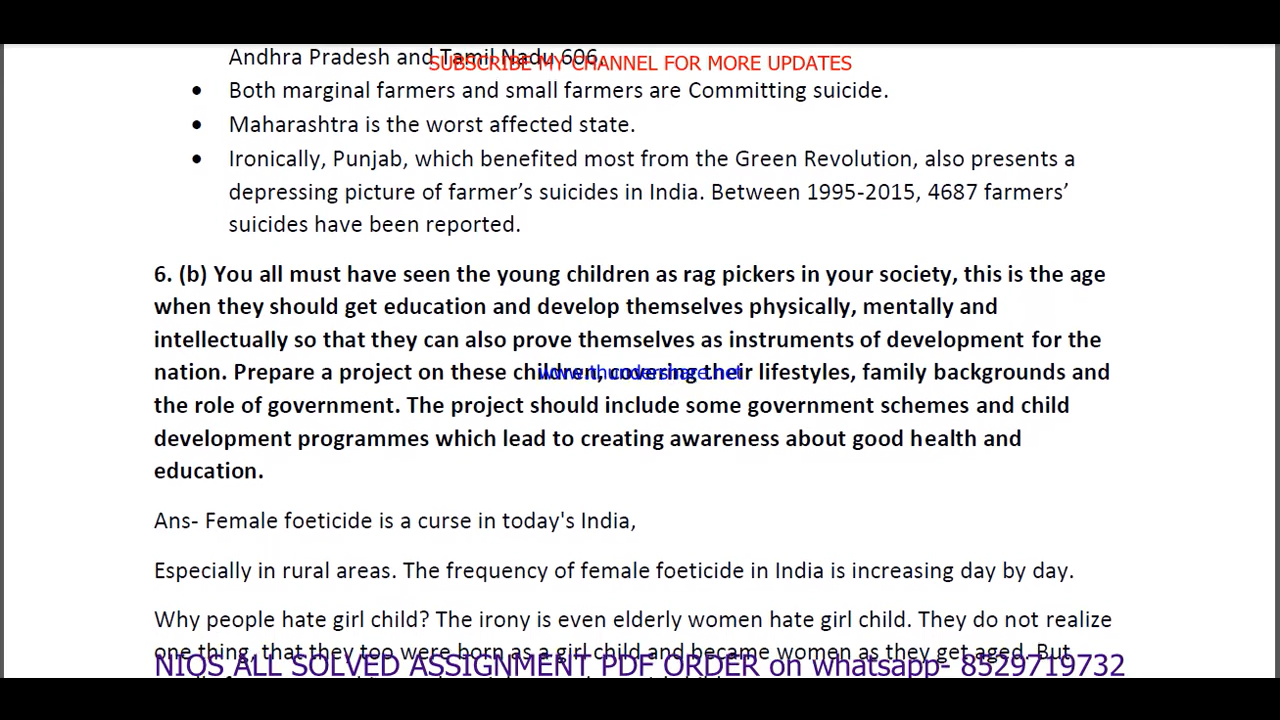 Andhra Pradesh and Tamil Nadu 606.
SUBSCRIBE MY CHANNEL FOR MORE UPDATES
• Both marginal farmers and small farmers are Committing suicide.
• Maharashtra is the worst affected state.
• Ironically, Punjab, which benefited most from the Green Revolution, also presents a
depressing picture of farmer's suicides in India. Between 1995-2015, 4687 farmers'
suicides have been reported.
6. (b) You all must have seen the young children as rag pickers in your society, this is the age
when they should get education and develop themselves physically, mentally and
intellectually so that they can also prove themselves as instruments of development for the
nation. Prepare a project on these children, covering their lifestyles, family backgrounds and
www.thundershare.net
the role of government. The project should include some government schemes and child
development programmes which lead to creating awareness about good health and
education.
Ans- Female foeticide is a curse in today's India,
Especially in rural areas. The frequency of female foeticide in India is increasing day by day.
Why people hate girl child? The irony is even elderly women hate girl child. They do not realize
one thing, that they too were born as a girl child and became women as they get aged. But
NIOS ALL SOLVED ASSIGNMENT PDF ORDER on whatsapp- 8529719732